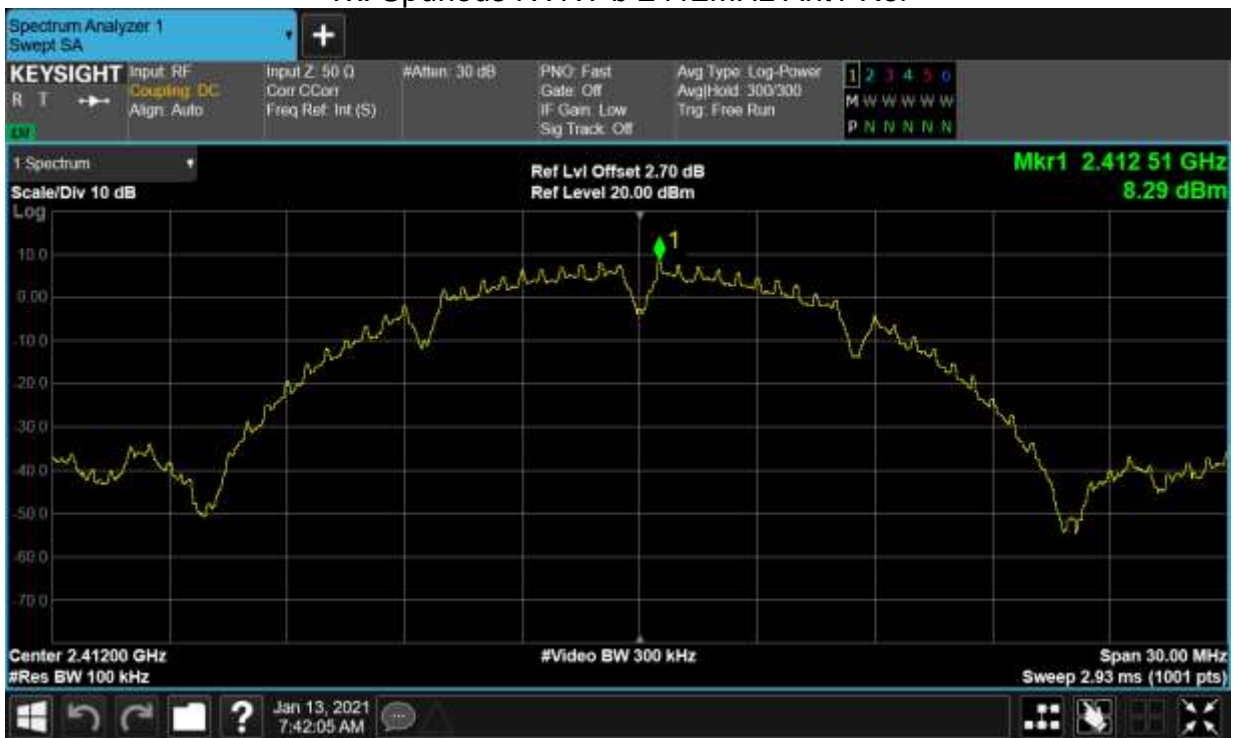 Spectrum Analyzer 1
Swept SA
KEYSIGHT
R T
Input: RF
Coupling: DC
Align: Auto
Input Z: 50 Ω
Corr CCorr
Freq Ref: Int (S)
#Atten: 30 dB
PNO: Fast
Gate: Off
IF Gain: Low
Sig Track: Off
Avg Type: Log-Power
Avg|Hold: 300/300
Trig: Free Run
1 2 3 4 5 6
M W W W W W
P N N N N N
1 Spectrum
Scale/Div 10 dB
Log
Ref Lvl Offset 2.70 dB
Ref Level 20.00 dBm
Mkr1 2.412 51 GHz
8.29 dBm
1
10.0
0.00
-10.0
-20.0
-30.0
-40.0
-50.0
-60.0
-70.0
Center 2.41200 GHz
#Res BW 100 kHz
#Video BW 300 kHz
Span 30.00 MHz
Sweep 2.93 ms (1001 pts)
?
Jan 13, 2021
7:42:05 AM